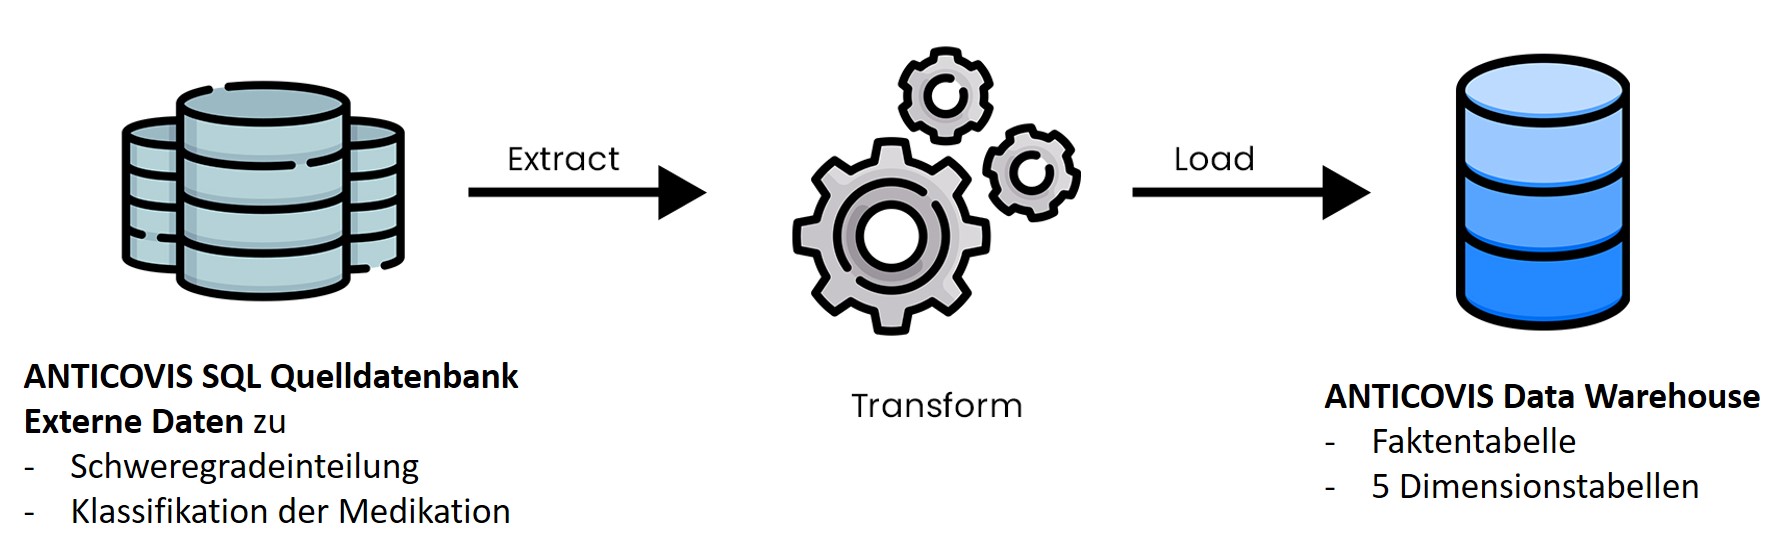 Extract
Load
Transform
ANTICOVIS SQL Quelldatenbank
Externe Daten zu
- Schweregradeinteilung
- Klassifikation der Medikation
ANTICOVIS Data Warehouse
- Faktentabelle
- 5 Dimensionstabellen